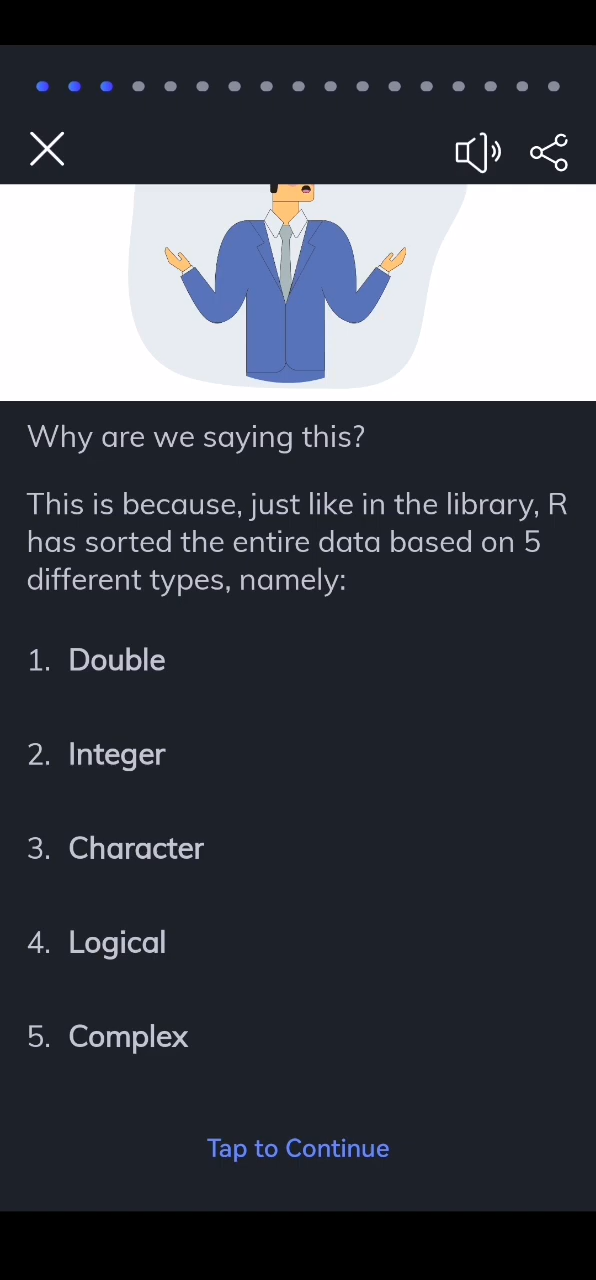 Why are we saying this?
This is because, just like in the library, R
has sorted the entire data based on 5
different types, namely:
1. Double
2. Integer
3. Character
4. Logical
5. Complex
Tap to Continue